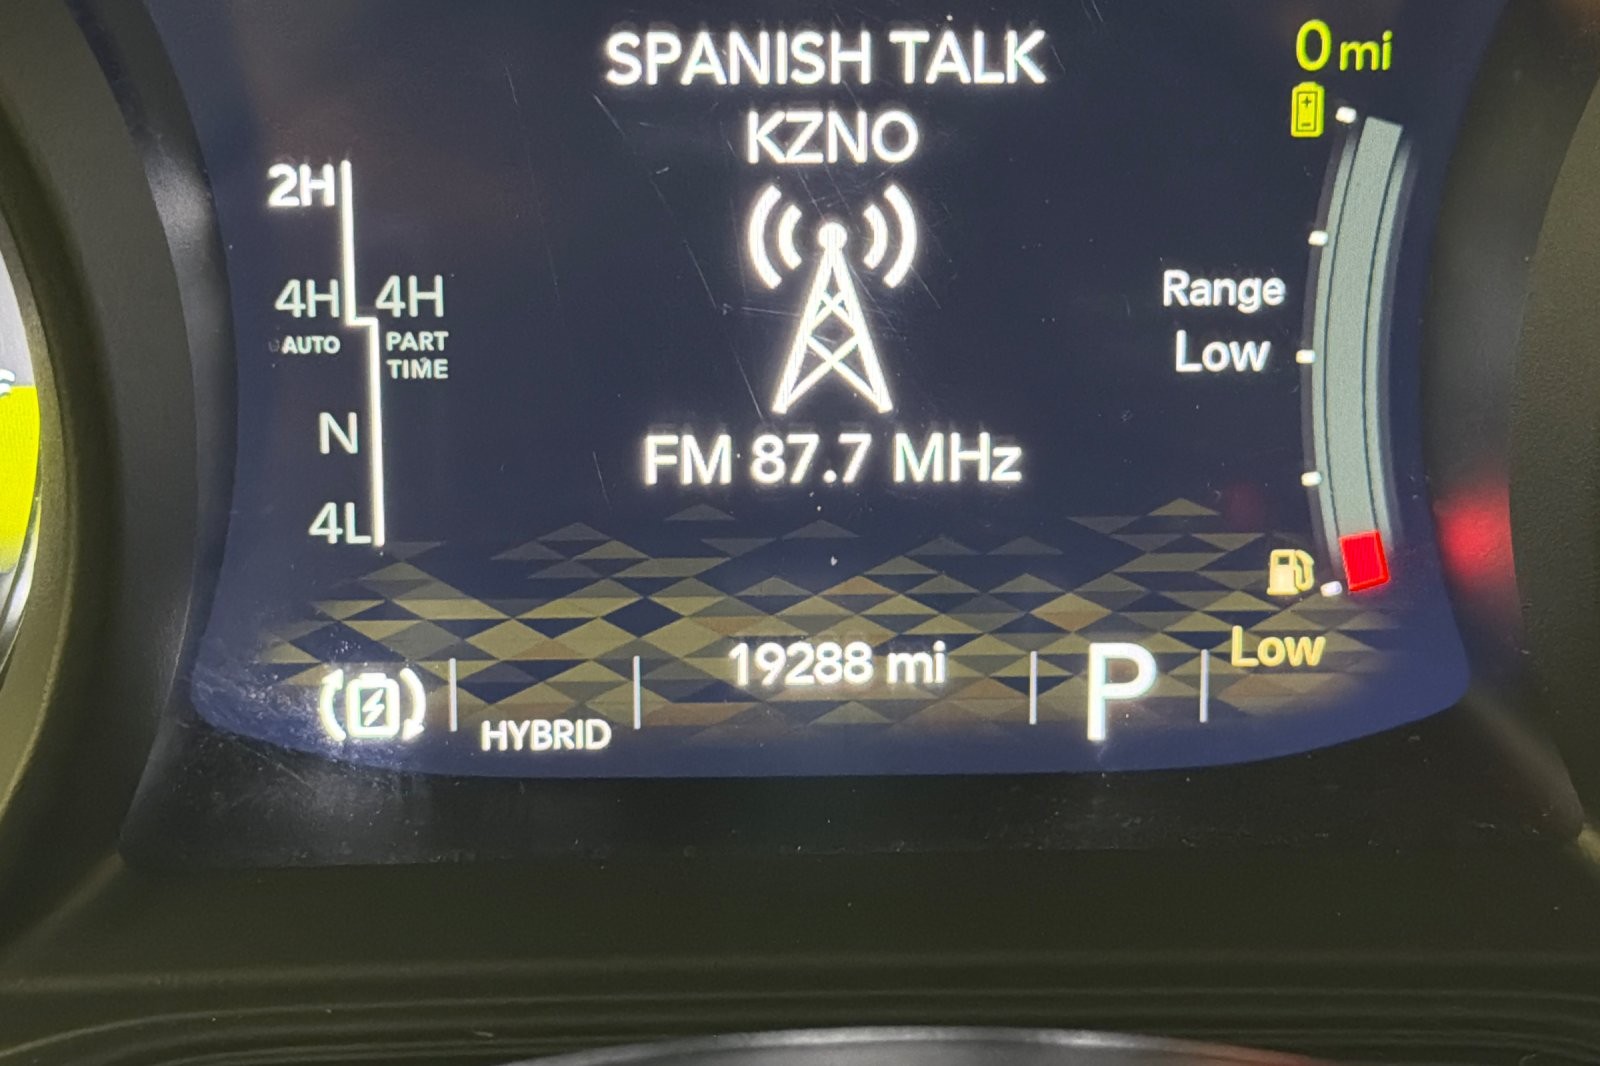 SPANISH TALK
KZNO
0 mi
2H
4H 4H
AUTO PART
TIME
N
4L
FM 87.7 MHz
Range
Low
Low
19288 mi
P
HYBRID